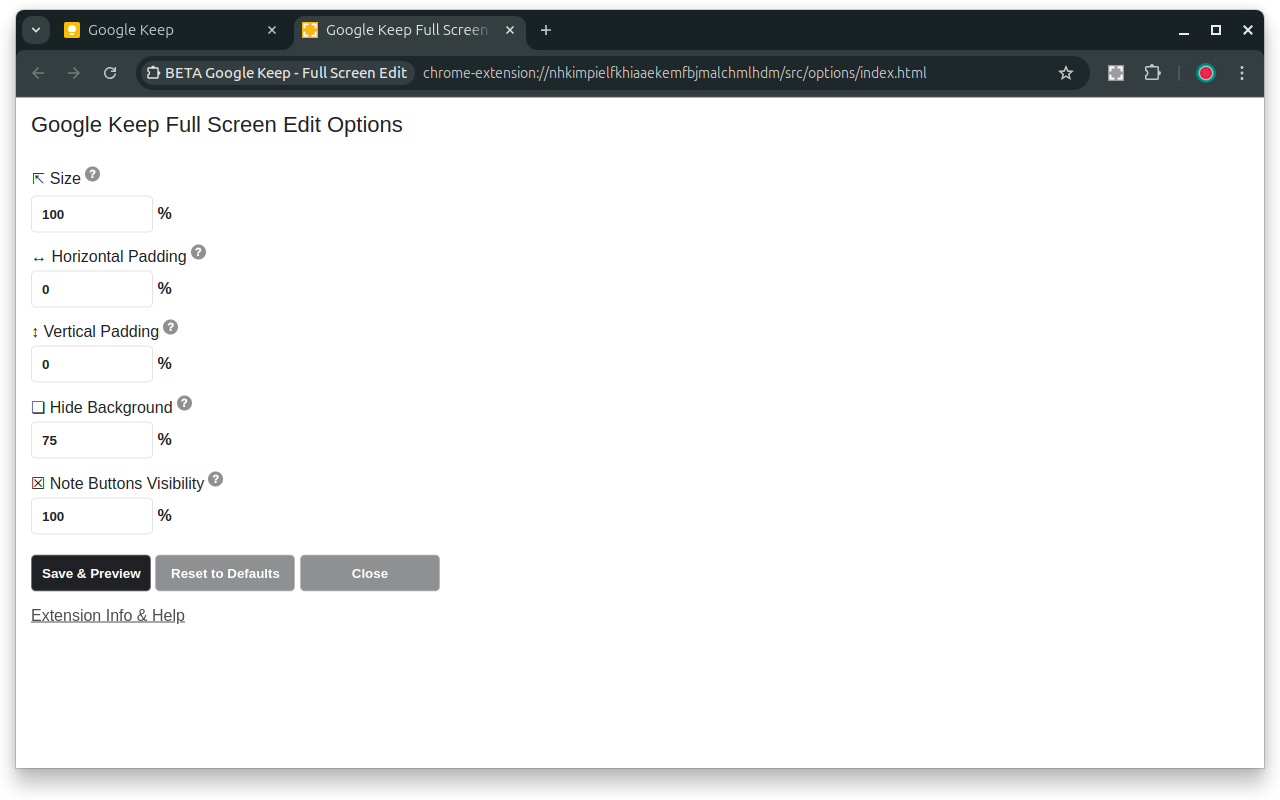 Google Keep
Google Keep Full Screen
BETA Google Keep - Full Screen Edit
chrome-extension://nhkimpielfkhiaaekemfbjmalchmlhdm/src/options/index.html
Google Keep Full Screen Edit Options
⇱ Size ?
100 %
↔ Horizontal Padding ?
0 %
↕ Vertical Padding ?
0 %
❏ Hide Background ?
75 %
☒ Note Buttons Visibility ?
100 %
Save & Preview Reset to Defaults Close
Extension Info & Help